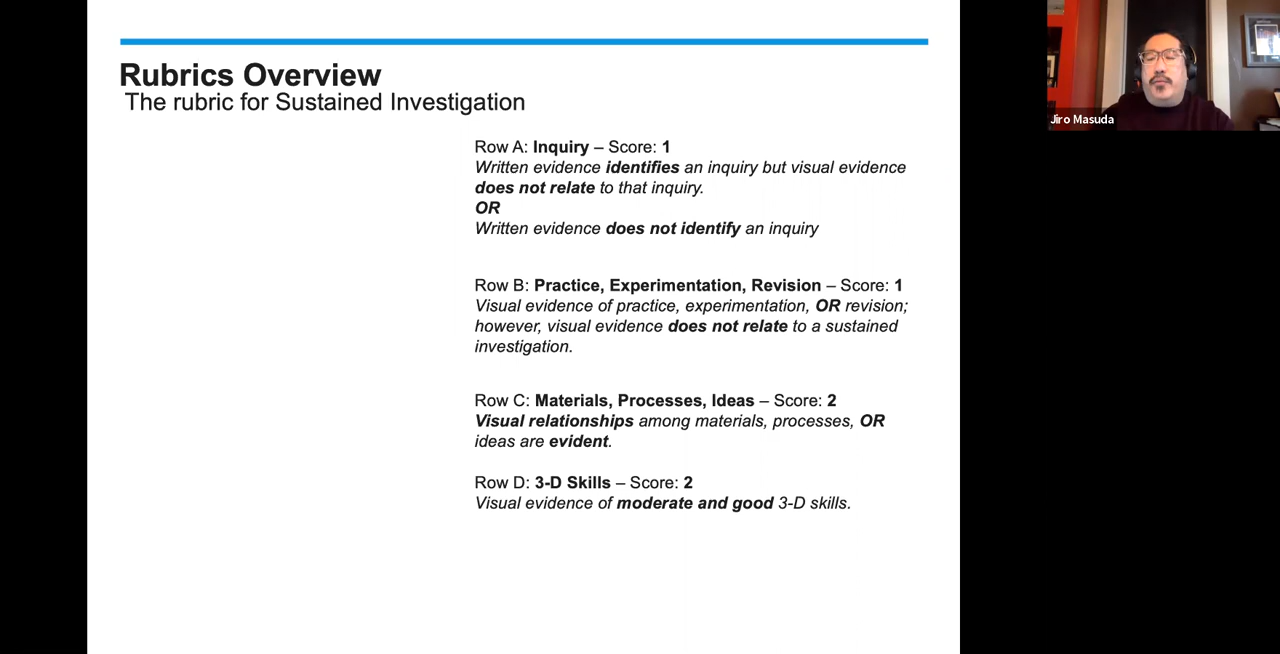 Rubrics Overview
The rubric for Sustained Investigation
Row A: Inquiry – Score: 1
Written evidence identifies an inquiry but visual evidence
does not relate to that inquiry.
OR
Written evidence does not identify an inquiry
Row B: Practice, Experimentation, Revision – Score: 1
Visual evidence of practice, experimentation, OR revision;
however, visual evidence does not relate to a sustained
investigation.
Row C: Materials, Processes, Ideas – Score: 2
Visual relationships among materials, processes, OR
ideas are evident.
Row D: 3-D Skills – Score: 2
Visual evidence of moderate and good 3-D skills.
Jiro Masuda